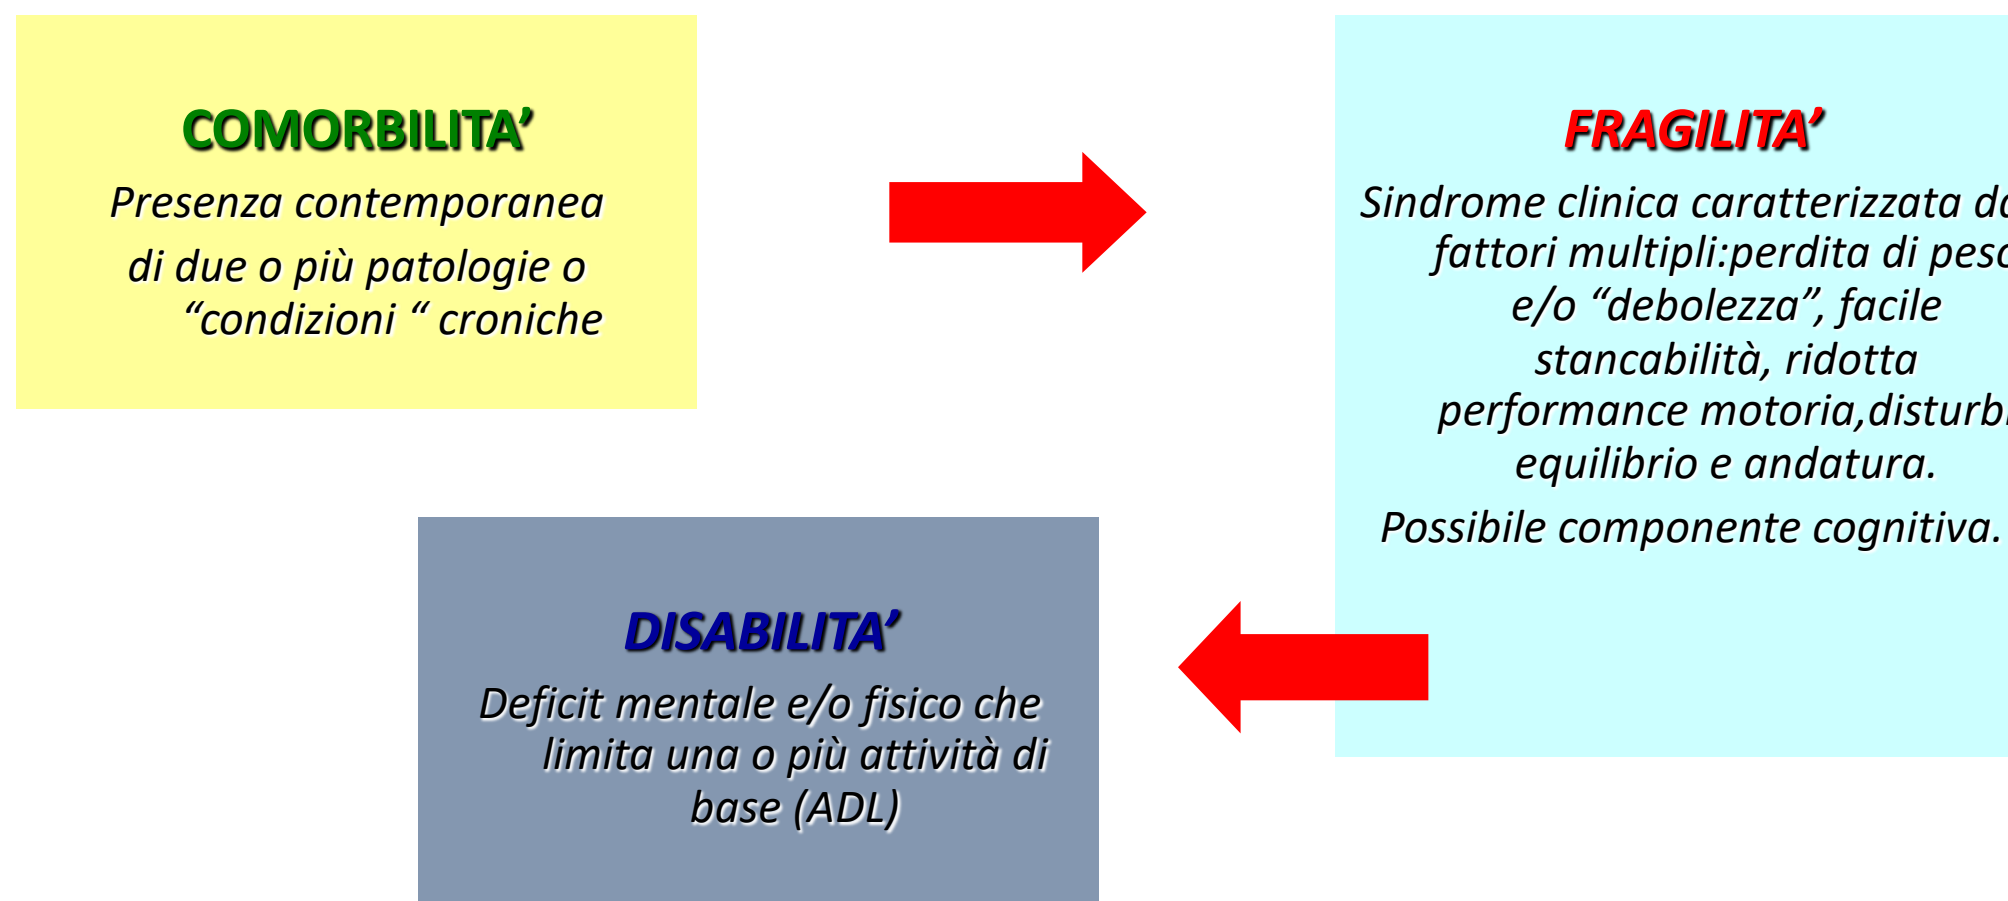 COMORBILITA’
Presenza contemporanea
di due o più patologie o
“condizioni “ croniche
FRAGILITA’
Sindrome clinica caratterizzata
fattori multipli:perdita di
e/o “debolezza”, facile
stancabilità, ridotta
performance motoria,disturbi
equilibrio e andatura.
Possibile componente cognitiva.
DISABILITA’
Deficit mentale e/o fisico che
limita una o più attività di
base (ADL)